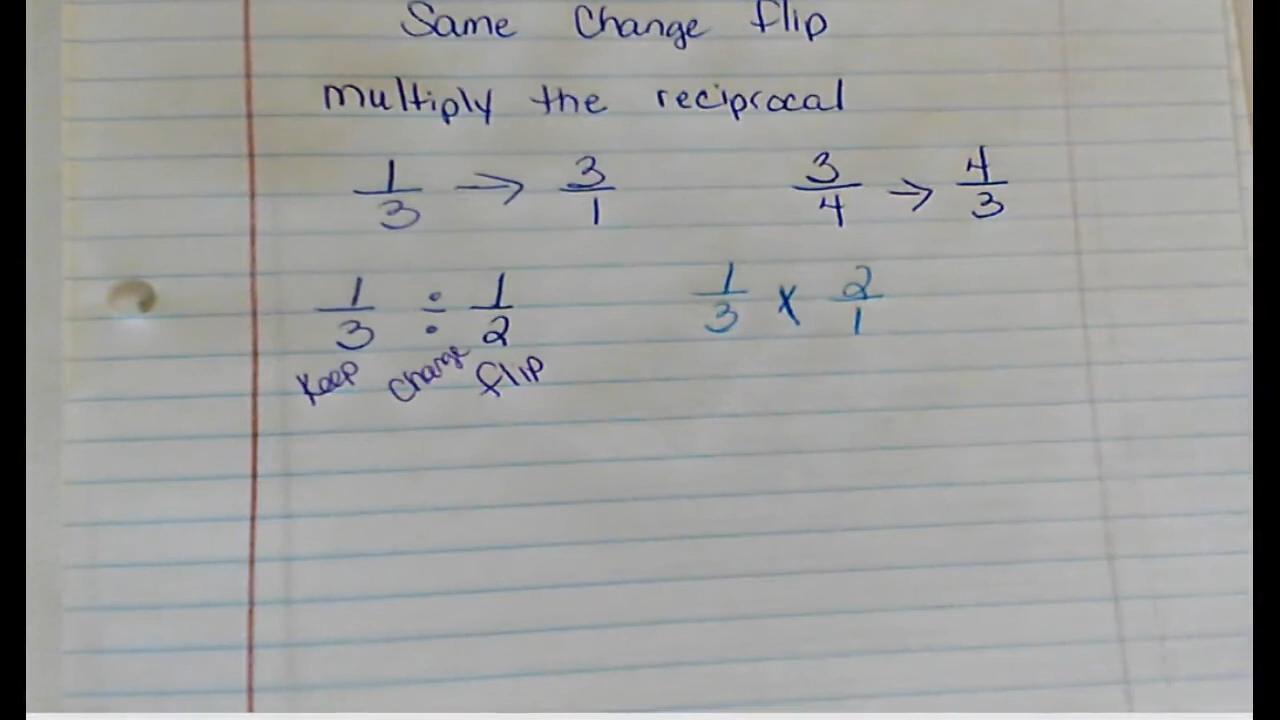 Same Change flip
multiply the reciprocal
1/3 → 3/1 3/4 → 4/3
1/3 ÷ 1/2 1/3 x 2/1
Keep Change flip